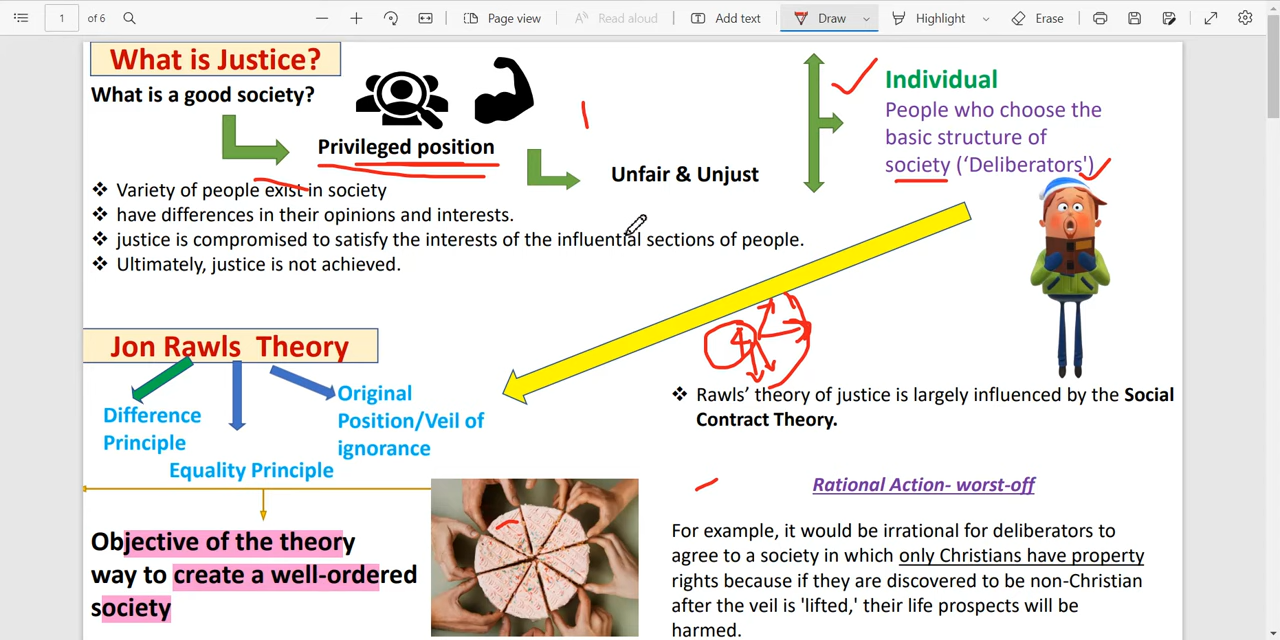 1
of 6
Page view
Read aloud
Add text
Draw
Highlight
Erase
What is Justice?
What is a good society?
Privileged position
Unfair & Unjust
Individual
People who choose the
basic structure of
society ('Deliberators')
❖ Variety of people exist in society
❖ have differences in their opinions and interests.
❖ justice is compromised to satisfy the interests of the influential sections of people.
❖ Ultimately, justice is not achieved.
4
Jon Rawls Theory
Difference
Principle
Equality Principle
Original
Position/Veil of
ignorance
❖ Rawls' theory of justice is largely influenced by the Social
Contract Theory.
Objective of the theory
way to create a well-ordered
society
Rational Action- worst-off
For example, it would be irrational for deliberators to
agree to a society in which only Christians have property
rights because if they are discovered to be non-Christian
after the veil is 'lifted,' their life prospects will be
harmed.